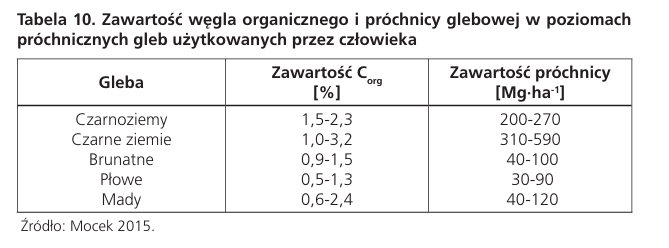 Tabela 10. Zawartość węgla organicznego i próchnicy glebowej w poziomach
próchnicznych gleb użytkowanych przez człowieka
Gleba Zawartość Corg [%] Zawartość próchnicy [Mg·ha-1]
Czarnoziemy 1,5-2,3 200-270
Czarne ziemie 1,0-3,2 310-590
Brunatne 0,9-1,5 40-100
Płowe 0,5-1,3 30-90
Mady 0,6-2,4 40-120
Źródło: Mocek 2015.